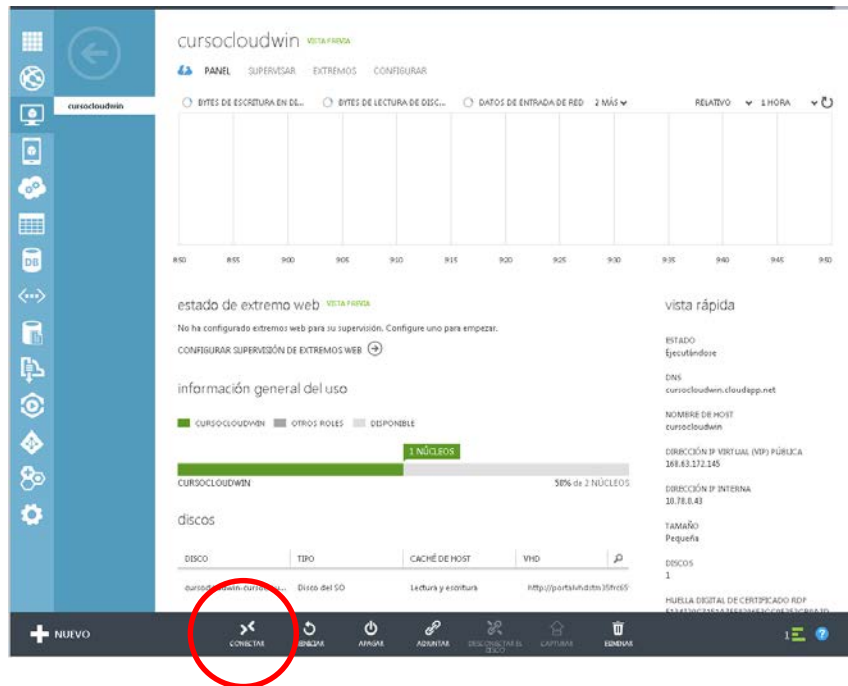 cursocloudwin VISTA PREVIA
PANEL SUPERVISAR EXTREMOS CONFIGURAR
cursocloudwin
BYTES DE ESCRITURA EN DE... BYTES DE LECTURA DE DISC... DATOS DE ENTRADA DE RED 2 MÁS RELATIVO 1 HORA
8:50 8:55 9:00 9:05 9:10 9:15 9:20 9:25 9:30 9:35 9:40 9:45 9:50
estado de extremo web VISTA PREVIA
No ha configurado extremos web para su supervisión. Configure uno para empezar.
CONFIGURAR SUPERVISIÓN DE EXTREMOS WEB
información general del uso
CURSOCLOUDWIN OTROS ROLES DISPONIBLE
1 NÚCLEOS
CURSOCLOUDWIN 50% de 2 NÚCLEOS
discos
DISCO TIPO CACHÉ DE HOST VHD
Disco del SO Lectura y escritura
vista rápida
ESTADO
Ejecutándose
DNS
cursocloudwin.cloudapp.net
NOMBRE DE HOST
cursocloudwin
DIRECCIÓN IP VIRTUAL (VIP) PÚBLICA
168.63.172.145
DIRECCIÓN IP INTERNA
10.78.0.43
TAMAÑO
Pequeña
DISCOS
1
HUELLA DIGITAL DE CERTIFICADO RDP
DB
NUEVO CONECTAR REINICIAR APAGAR ADJUNTAR DESCONECTAR EL DISCO CAPTURAR ELIMINAR 1 ?